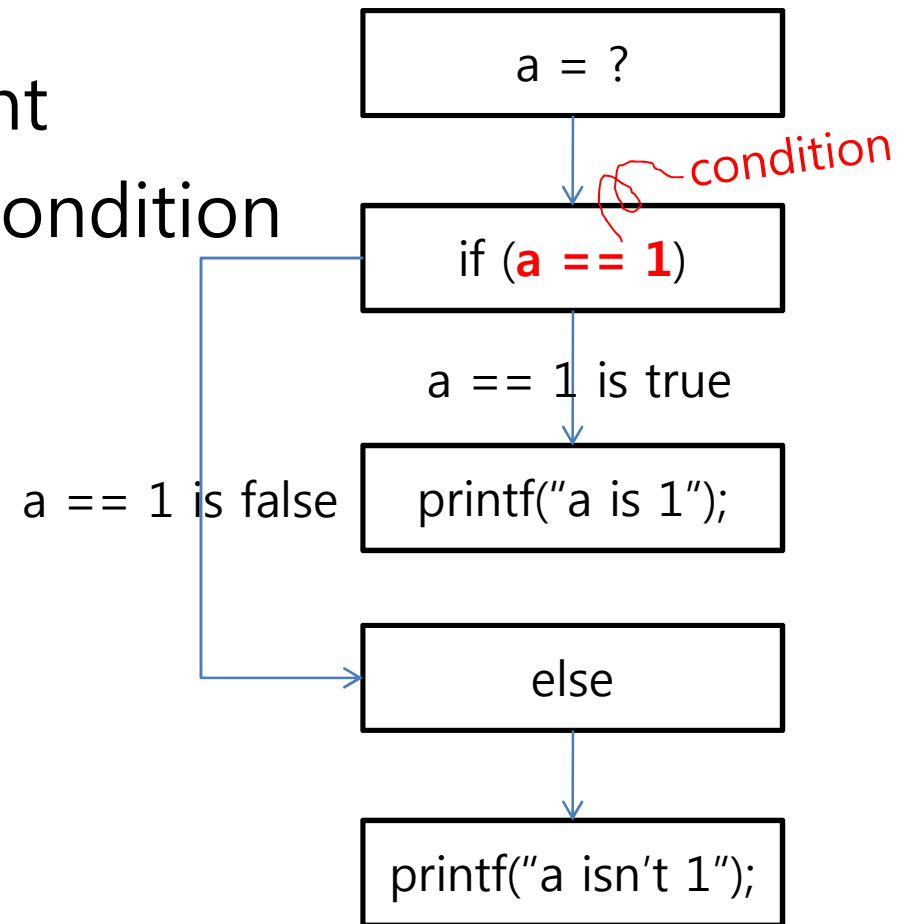 a = ?
nt
condition
ondition
if (a == 1)
a == 1 is true
a == 1 is false
printf("a is 1”);
else
printf("a isn’t 1”);